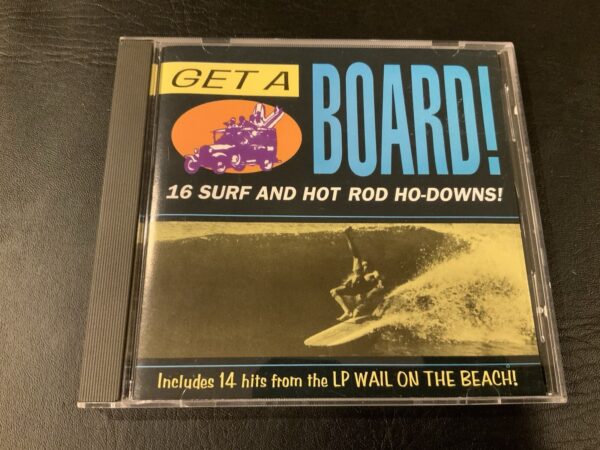 GET A
BOARD!
16 SURF AND HOT ROD HO-DOWNS!
Includes 14 hits from the LP WAIL ON THE BEACH!